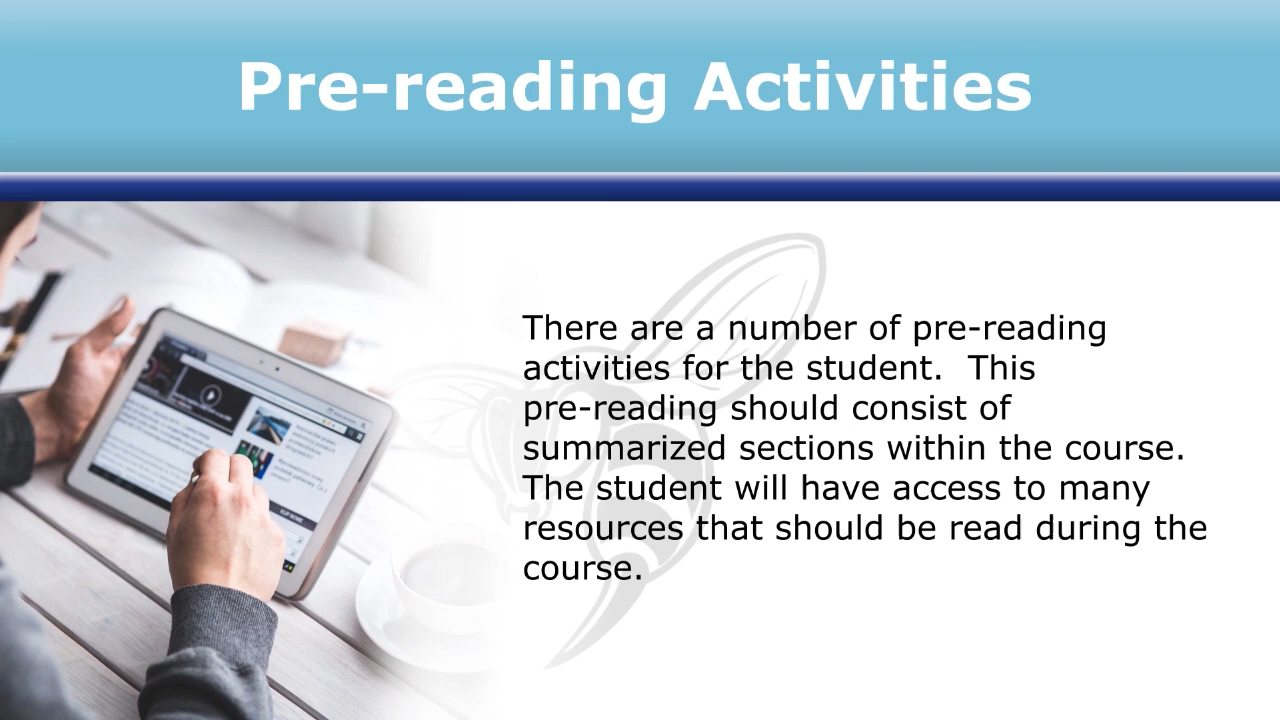 Pre-reading Activities
There are a number of pre-reading
activities for the student.  This
pre-reading should consist of
summarized sections within the course.
The student will have access to many
resources that should be read during the
course.